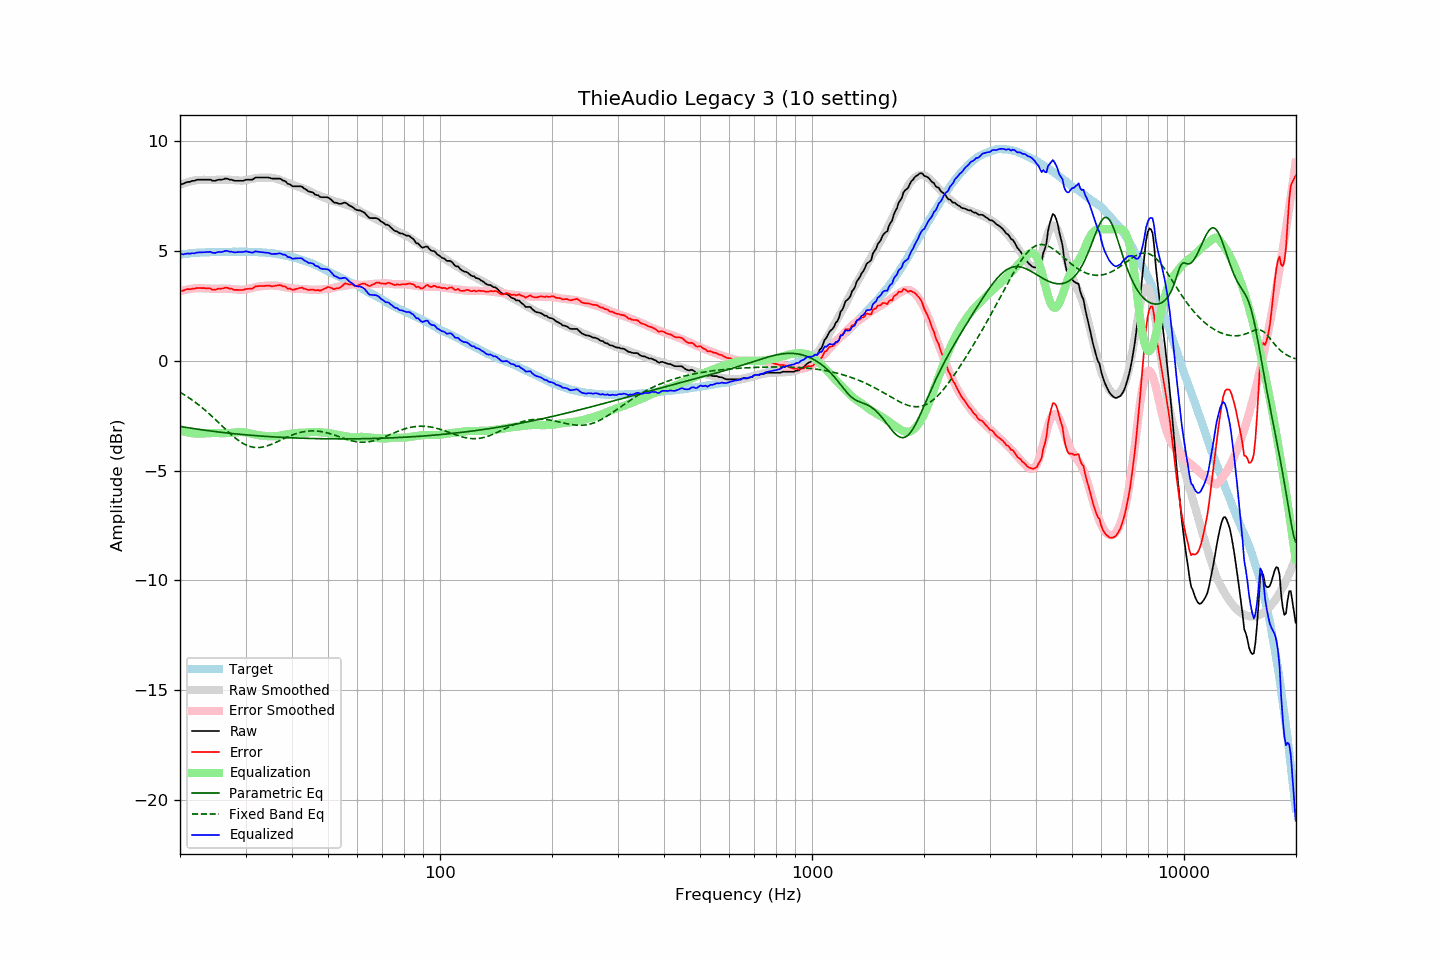 ThieAudio Legacy 3 (10 setting)
10
5
0
−5
−10
−15
−20
Amplitude (dBr)
Target
Raw Smoothed
Error Smoothed
Raw
Error
Equalization
Parametric Eq
Fixed Band Eq
Equalized
100
1000
10000
Frequency (Hz)